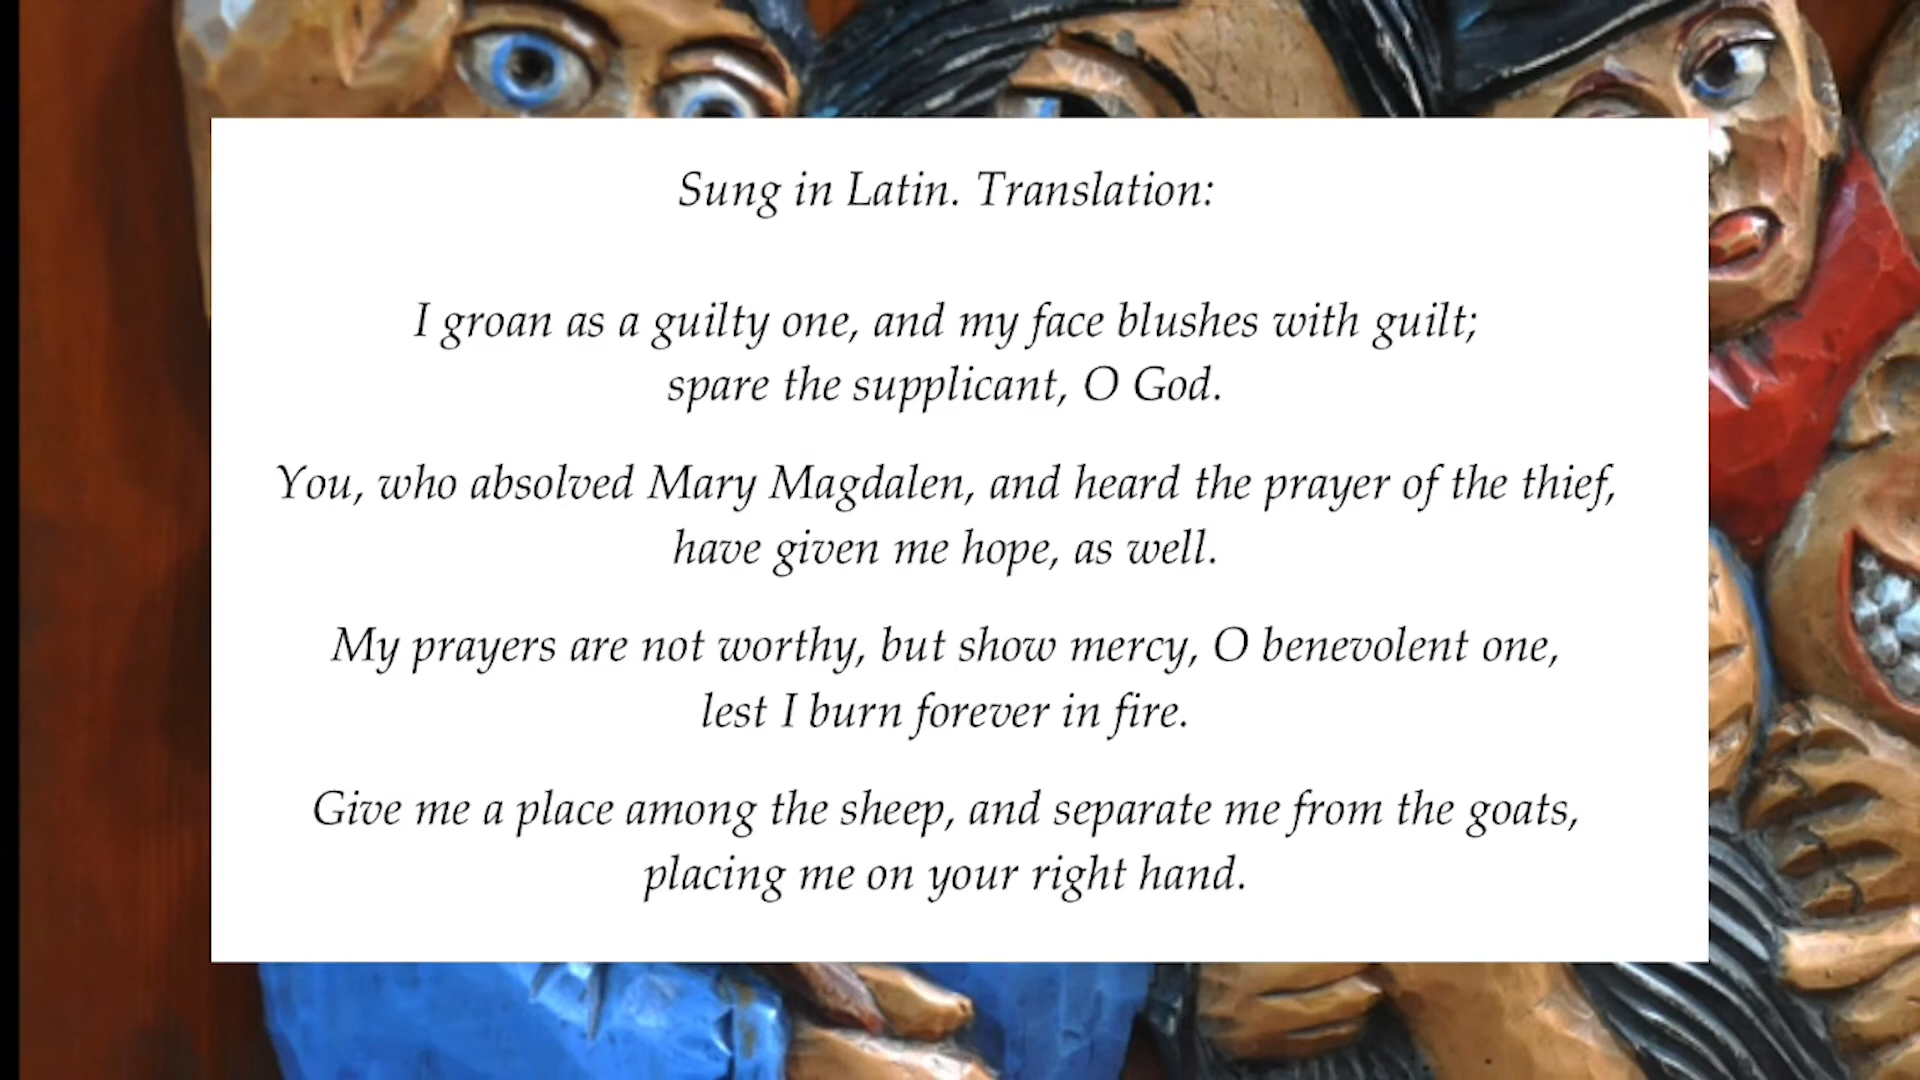 Sung in Latin. Translation:
I groan as a guilty one, and my face blushes with guilt;
spare the supplicant, O God.
You, who absolved Mary Magdalen, and heard the prayer of the thief,
have given me hope, as well.
My prayers are not worthy, but show mercy, O benevolent one,
lest I burn forever in fire.
Give me a place among the sheep, and separate me from the goats,
placing me on your right hand.